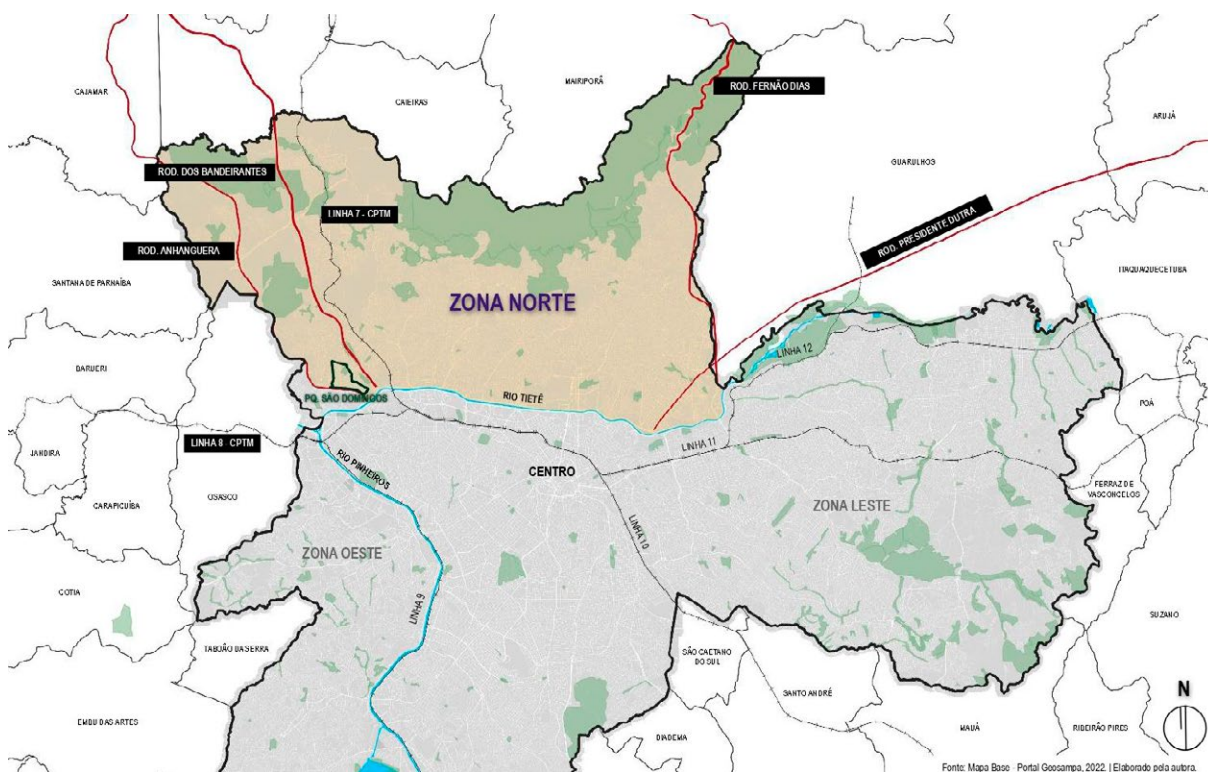 MAIRIPORÃ
ROD. FERNÃO DIAS
CAJAMAR
CAIEIRAS
ARUJÁ
GUARULHOS
ROD. DOS BANDEIRANTES
LINHA 7 - CPTM
ROD. PRESIDENTE DUTRA
ROD. ANHANGUERA
ITAQUAQUECETUBA
SANTANA DE PARNAÍBA
ZONA NORTE
LINHA 12
BARUERI
PQ. SÃO DOMINGOS
RIO TIETÊ
POÁ
LINHA 8 - CPTM
LINHA 11
JANDIRA
RIO PINHEIROS
CENTRO
FERRAZ DE
VASCONCELOS
OSASCO
CARAPICUÍBA
ZONA LESTE
LINHA 10
ZONA OESTE
COTIA
LINHA 9
SUZANO
TABOÃO DA SERRA
SÃO CAETANO
DO SUL
SANTO ANDRÉ
N
EMBU DAS ARTES
DIADEMA
MAUÁ
RIBEIRÃO PIRES
Fonte: Mapa Base - Portal Geosampa, 2022. | Elaborado pela autora.